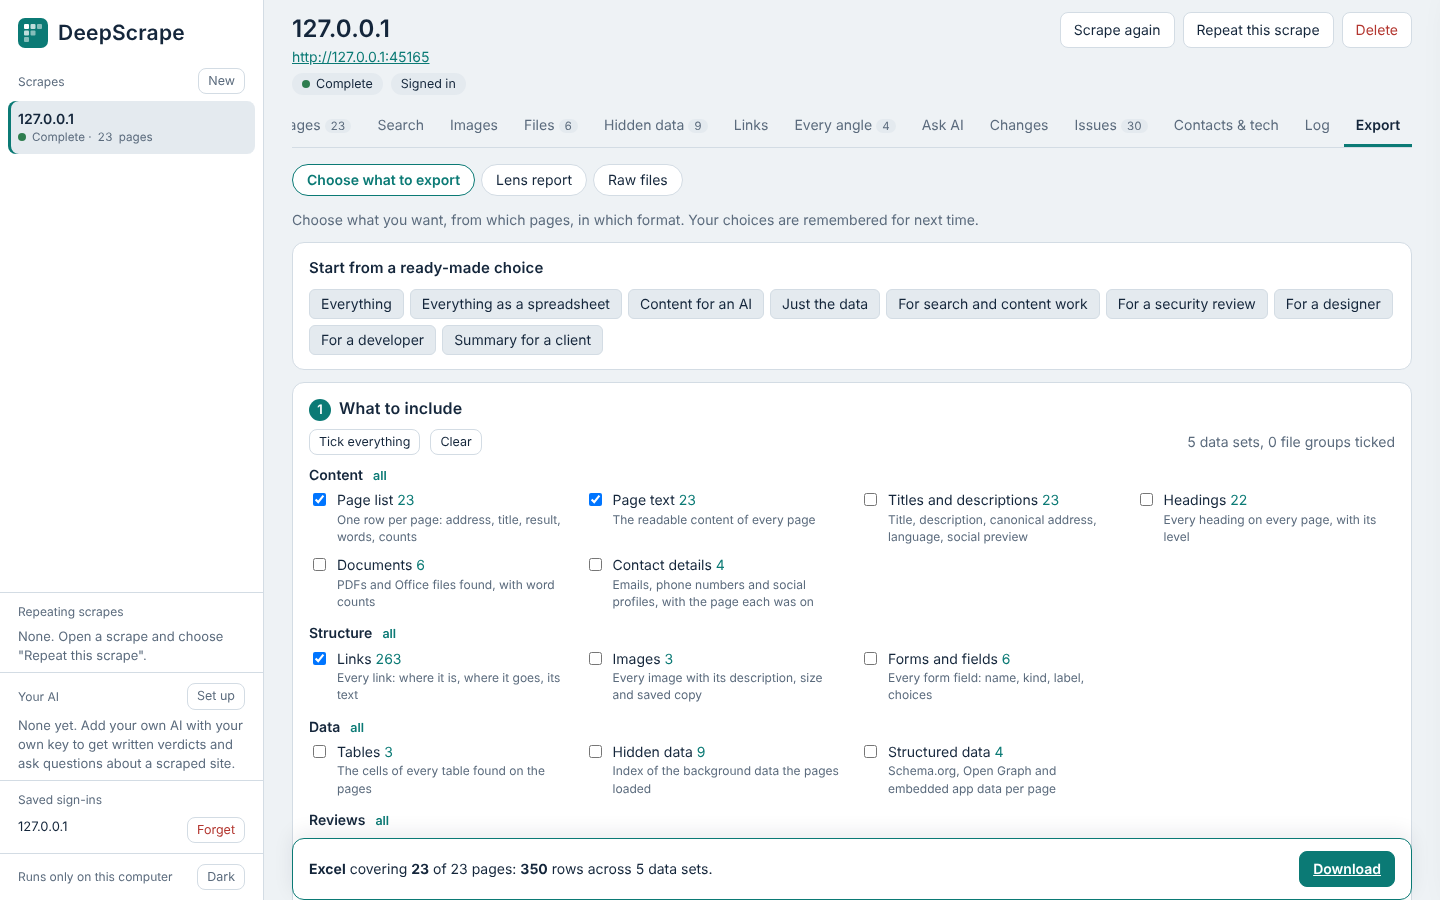 DeepScrape
Scrapes
New
127.0.0.1
Complete · 23 pages
Repeating scrapes
None. Open a scrape and choose
"Repeat this scrape".
Your AI
Set up
None yet. Add your own AI with your
own key to get written verdicts and
ask questions about a scraped site.
Saved sign-ins
127.0.0.1
Forget
Runs only on this computer
Dark
127.0.0.1
http://127.0.0.1:45165
Complete
Signed in
Scrape again
Repeat this scrape
Delete
ages 23
Search
Images
Files 6
Hidden data 9
Links
Every angle 4
Ask AI
Changes
Issues 30
Contacts & tech
Log
Export
Choose what to export
Lens report
Raw files
Choose what you want, from which pages, in which format. Your choices are remembered for next time.
Start from a ready-made choice
Everything
Everything as a spreadsheet
Content for an AI
Just the data
For search and content work
For a security review
For a designer
For a developer
Summary for a client
1 What to include
Tick everything
Clear
5 data sets, 0 file groups ticked
Content all
Page list 23
One row per page: address, title, result,
words, counts
Page text 23
The readable content of every page
Titles and descriptions 23
Title, description, canonical address,
language, social preview
Headings 22
Every heading on every page, with its
level
Documents 6
PDFs and Office files found, with word
counts
Contact details 4
Emails, phone numbers and social
profiles, with the page each was on
Structure all
Links 263
Every link: where it is, where it goes, its
text
Images 3
Every image with its description, size
and saved copy
Forms and fields 6
Every form field: name, kind, label,
choices
Data all
Tables 3
The cells of every table found on the
pages
Hidden data 9
Index of the background data the pages
loaded
Structured data 4
Schema.org, Open Graph and
embedded app data per page
Reviews all
Excel covering 23 of 23 pages: 350 rows across 5 data sets.
Download